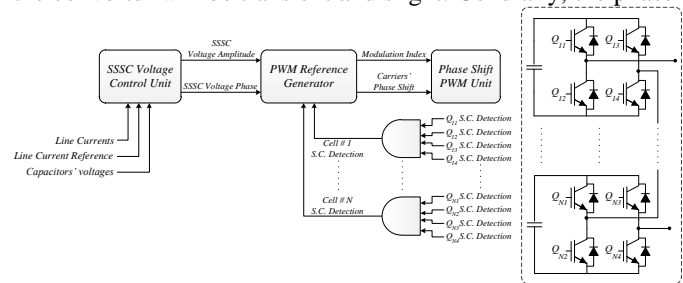 SSSC Voltage
Control Unit
SSSC
Voltage Amplitude
SSSC Voltage Phase
PWM Reference
Generator
Modulation Index
Carriers'
Phase Shift
Phase Shift
PWM Unit
Line Currents
Line Current Reference
Capacitors' voltages
Cell # 1
S.C. Detection
Q11 S.C. Detection
Q12 S.C. Detection
Q13 S.C. Detection
Q14 S.C. Detection
Cell # N
S.C. Detection
QN1 S.C. Detection
QN2 S.C. Detection
QN3 S.C. Detection
QN4 S.C. Detection
Q11
Q13
Q12
Q14
QN1
QN3
QN2
QN4